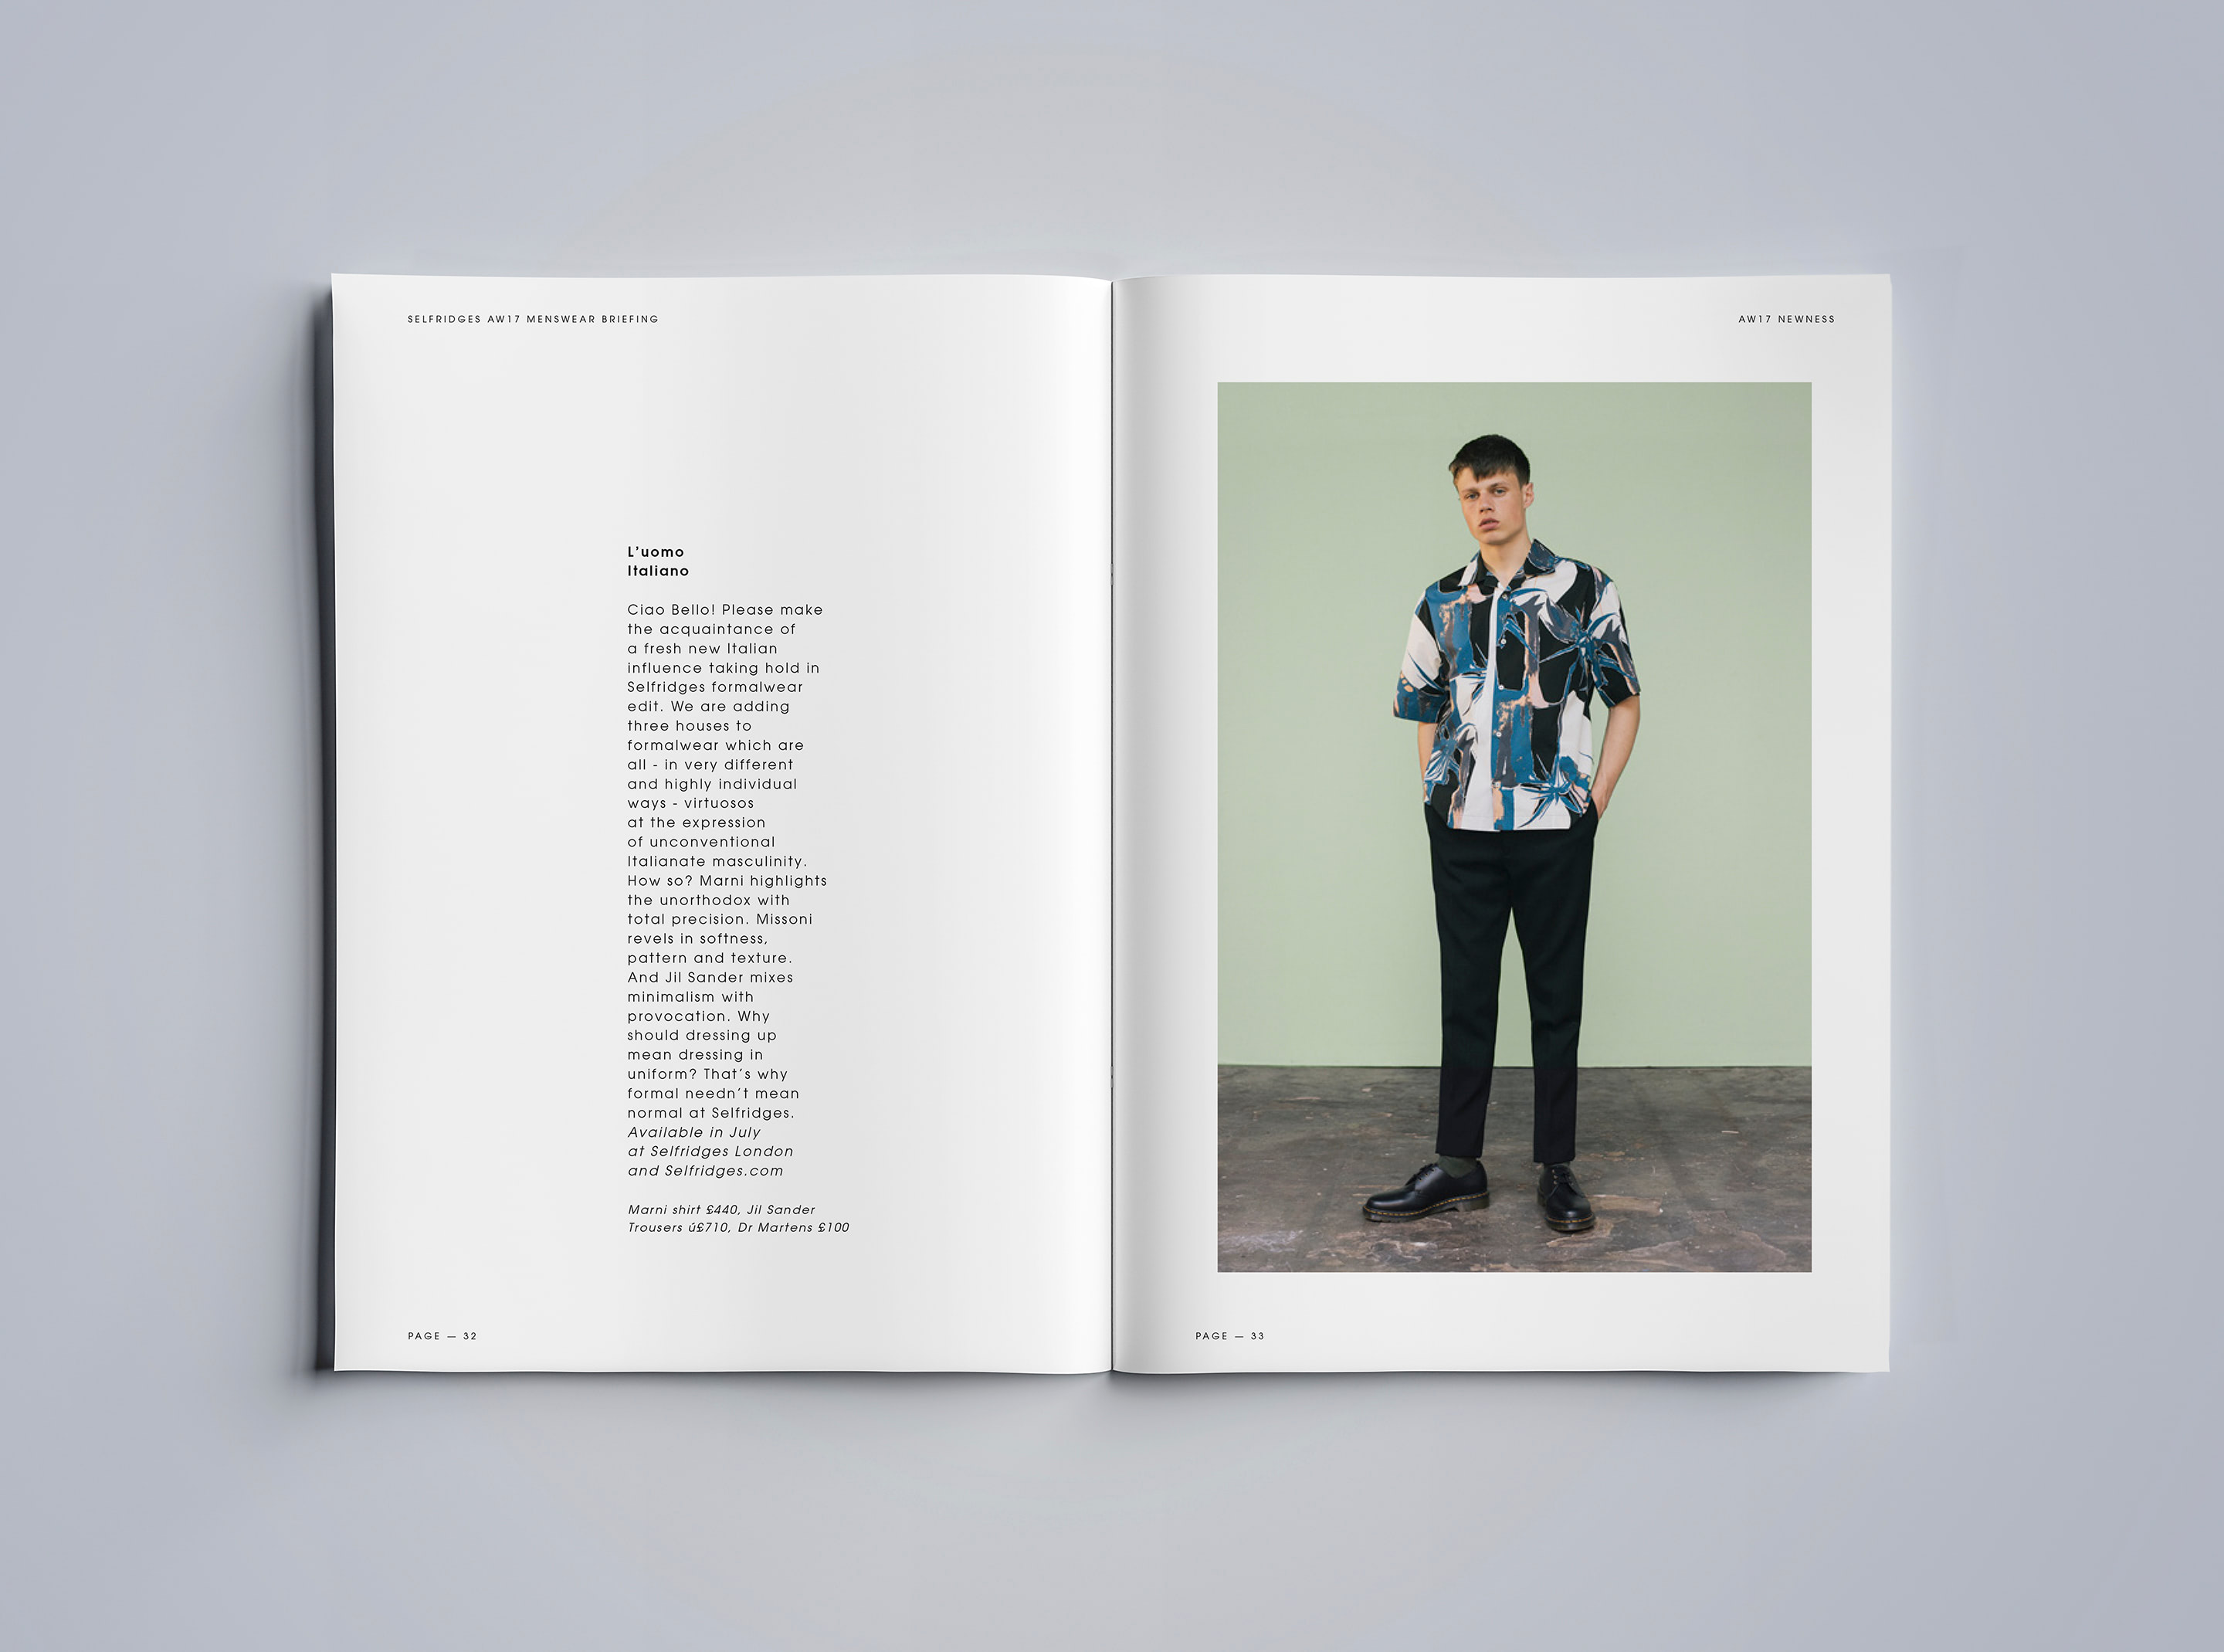 SELFRIDGES AW17 MENSWEAR BRIEFING
AW17 NEWNESS
L’uomo
Italiano
Ciao Bello! Please make
the acquaintance of
a fresh new Italian
influence taking hold in
Selfridges formalwear
edit. We are adding
three houses to
formalwear which are
all - in very different
and highly individual
ways - virtuosos
at the expression
of unconventional
Italianate masculinity.
How so? Marni highlights
the unorthodox with
total precision. Missoni
revels in softness,
pattern and texture.
And Jil Sander mixes
minimalism with
provocation. Why
should dressing up
mean dressing in
uniform? That’s why
formal needn’t mean
normal at Selfridges.
Available in July
at Selfridges London
and Selfridges.com
Marni shirt £440, Jil Sander
Trousers ú£710, Dr Martens £100
PAGE — 32
PAGE — 33